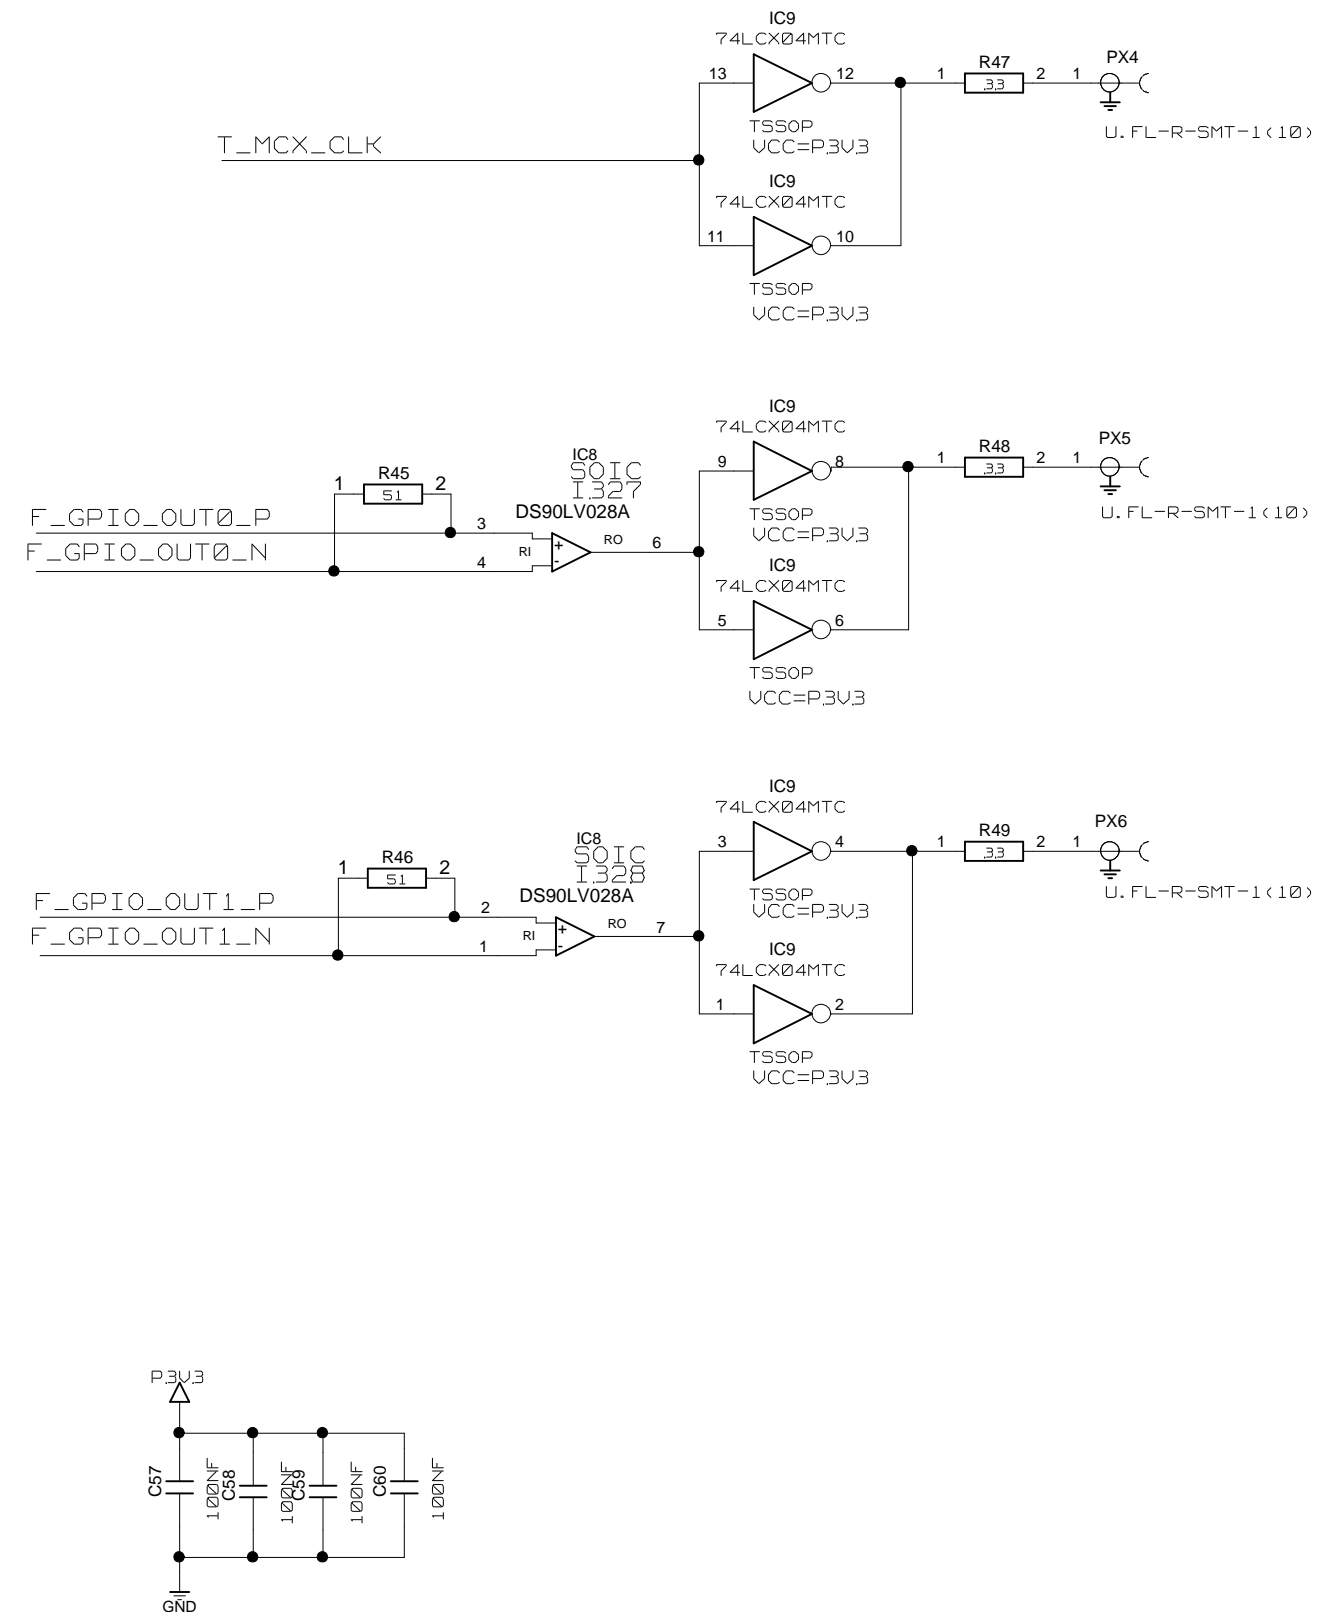 IC9
74LCX04MTC
13
12
1
R47
33
2
1
PX4
U.FL-R-SMT-1(10)
TSSOP
VCC=P3V3
T_MCX_CLK
IC9
74LCX04MTC
11
10
TSSOP
VCC=P3V3
IC9
74LCX04MTC
9
8
1
R48
33
2
1
PX5
U.FL-R-SMT-1(10)
TSSOP
VCC=P3V3
IC8
SOIC
I327
DS90LV028A
1
R45
51
2
F_GPIO_OUT0_P
3
F_GPIO_OUT0_N
4
RI
+
-
RO
6
IC9
74LCX04MTC
5
6
TSSOP
VCC=P3V3
IC9
74LCX04MTC
3
4
1
R49
33
2
1
PX6
U.FL-R-SMT-1(10)
TSSOP
VCC=P3V3
IC8
SOIC
I328
DS90LV028A
1
R46
51
2
F_GPIO_OUT1_P
2
F_GPIO_OUT1_N
1
RI
+
-
RO
7
IC9
74LCX04MTC
1
2
TSSOP
VCC=P3V3
P3V3
C57
100NF
C58
100NF
C59
100NF
C60
100NF
GND